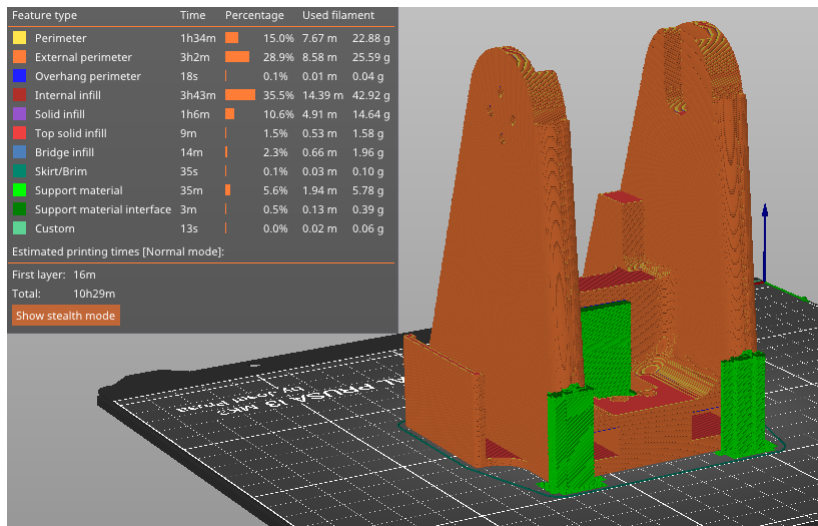 Feature type Time Percentage Used filament
Perimeter 1h34m 15.0% 7.67 m 22.88 g
External perimeter 3h2m 28.9% 8.58 m 25.59 g
Overhang perimeter 18s 0.1% 0.01 m 0.04 g
Internal infill 3h43m 35.5% 14.39 m 42.92 g
Solid infill 1h6m 10.6% 4.91 m 14.64 g
Top solid infill 9m 1.5% 0.53 m 1.58 g
Bridge infill 14m 2.3% 0.66 m 1.96 g
Skirt/Brim 35s 0.1% 0.03 m 0.10 g
Support material 35m 5.6% 1.94 m 5.78 g
Support material interface 3m 0.5% 0.13 m 0.39 g
Custom 13s 0.0% 0.02 m 0.06 g
Estimated printing times [Normal mode]:
First layer: 16m
Total: 10h29m
Show stealth mode
PRUSA i3 MK